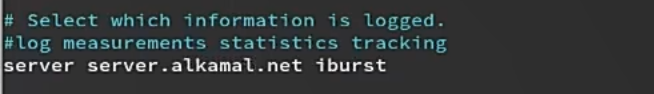 # Select which information is logged.
#log measurements statistics tracking
server server.alkamal.net iburst